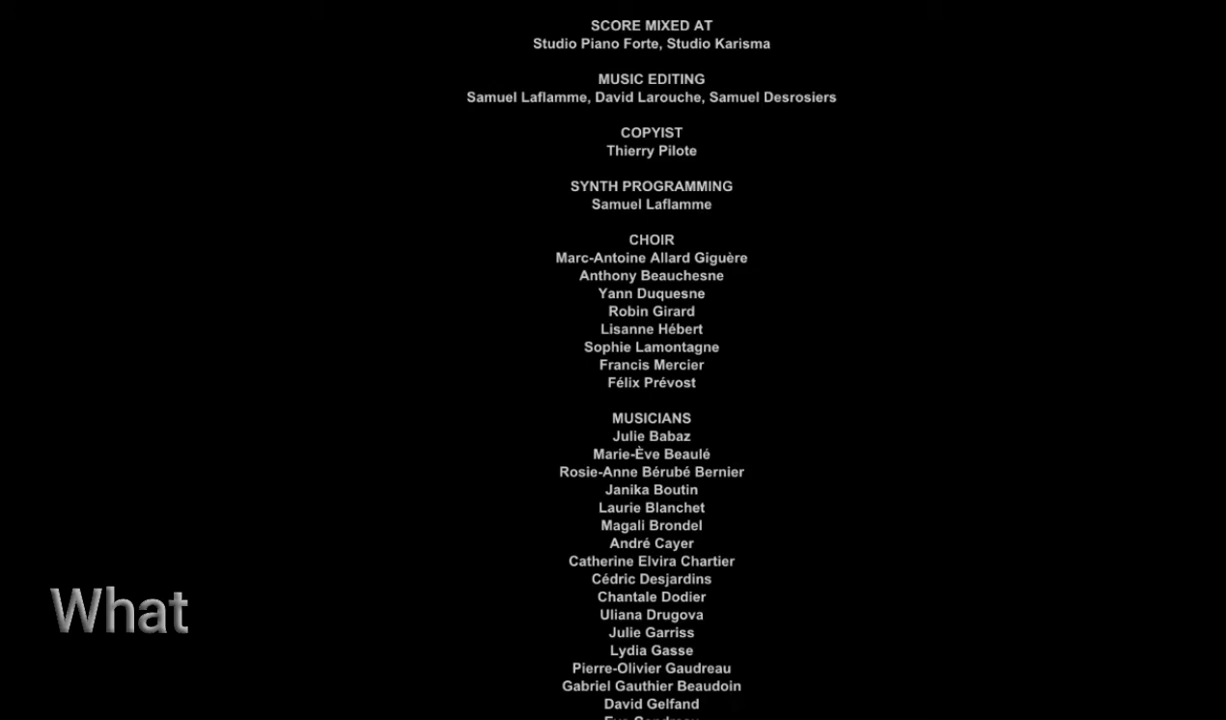 SCORE MIXED AT
Studio Piano Forte, Studio Karisma
MUSIC EDITING
Samuel Laflamme, David Larouche, Samuel Desrosiers
COPYIST
Thierry Pilote
SYNTH PROGRAMMING
Samuel Laflamme
CHOIR
Marc-Antoine Allard Giguère
Anthony Beauchesne
Yann Duquesne
Robin Girard
Lisanne Hébert
Sophie Lamontagne
Francis Mercier
Félix Prévost
MUSICIANS
Julie Babaz
Marie-Ève Beaulé
Rosie-Anne Bérubé Bernier
Janika Boutin
Laurie Blanchet
Magali Brondel
André Cayer
Catherine Elvira Chartier
Cédric Desjardins
Chantale Dodier
Uliana Drugova
What
Julie Garriss
Lydia Gasse
Pierre-Olivier Gaudreau
Gabriel Gauthier Beaudoin
David Gelfand